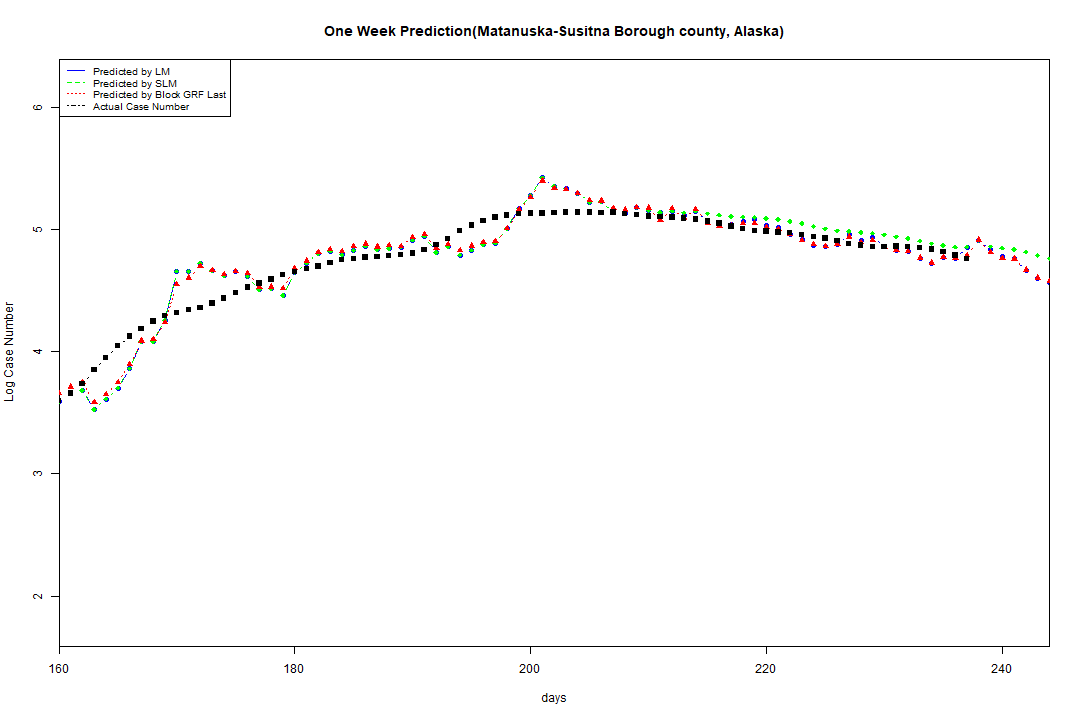 One Week Prediction(Matanuska-Susitna Borough county, Alaska)
Predicted by LM
Predicted by SLM
Predicted by Block GRF Last
Actual Case Number
6
5
4
3
2
Log Case Number
160 180 200 220 240
days